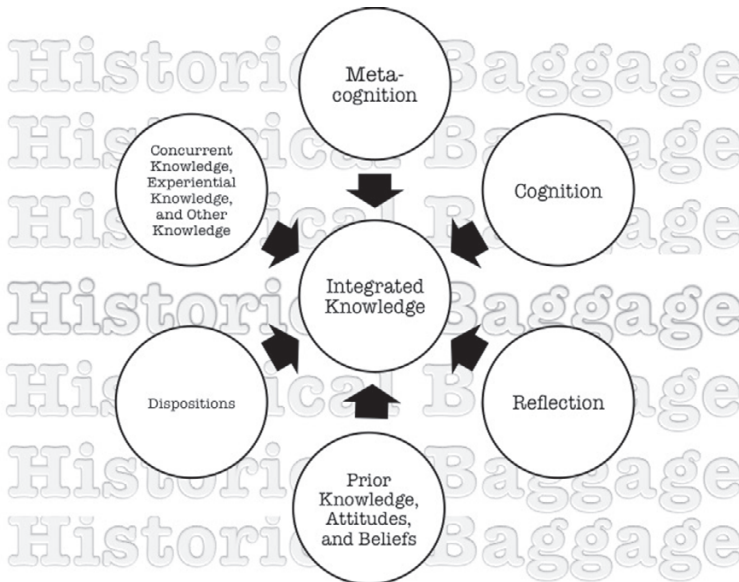 Historical Baggage
Meta-
cognition
Historical Baggage
Concurrent
Knowledge,
Experiential
Knowledge,
and Other
Knowledge
Cognition
Historical Baggage
Integrated
Knowledge
Historical Baggage
Historical Baggage
Dispositions
Reflection
Historical Baggage
Prior
Knowledge,
Attitudes,
and Beliefs
Historical Baggage